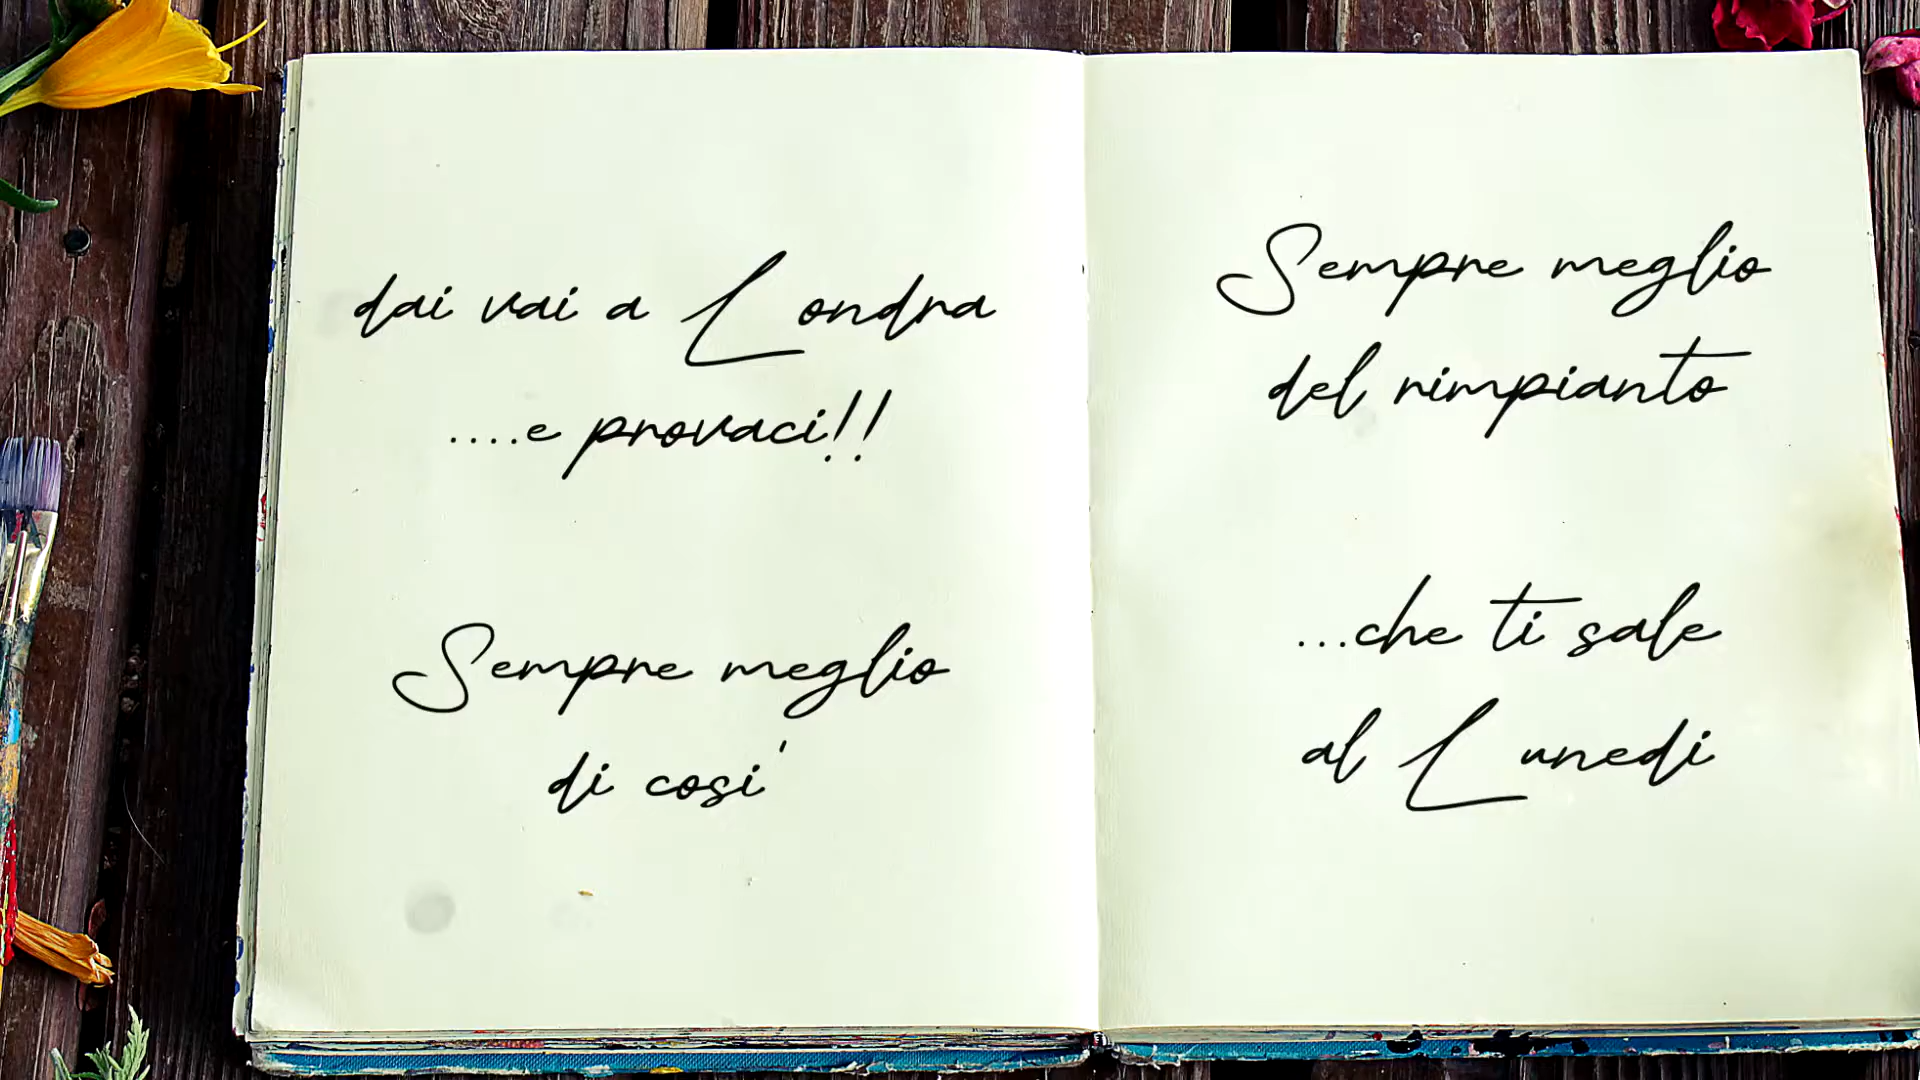 dai vai a Londra
....e provaci!!
Sempre meglio
di cosi'
Sempre meglio
del rimpianto
...che ti sale
al Lunedi